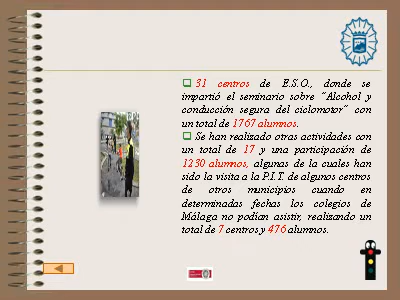 ❑ 31 centros de E.S.O., donde se
impartió el seminario sobre "Alcohol y
conducción segura del ciclomotor" con
un total de 1767 alumnos.
❑ Se han realizado otras actividades con
un total de 17 y una participación de
1230 alumnos, algunas de la cuales han
sido la visita a la P.I.T. de algunos centros
de otros municipios cuando en
determinadas fechas los colegios de
Málaga no podían asistir, realizando un
total de 7 centros y 476 alumnos.